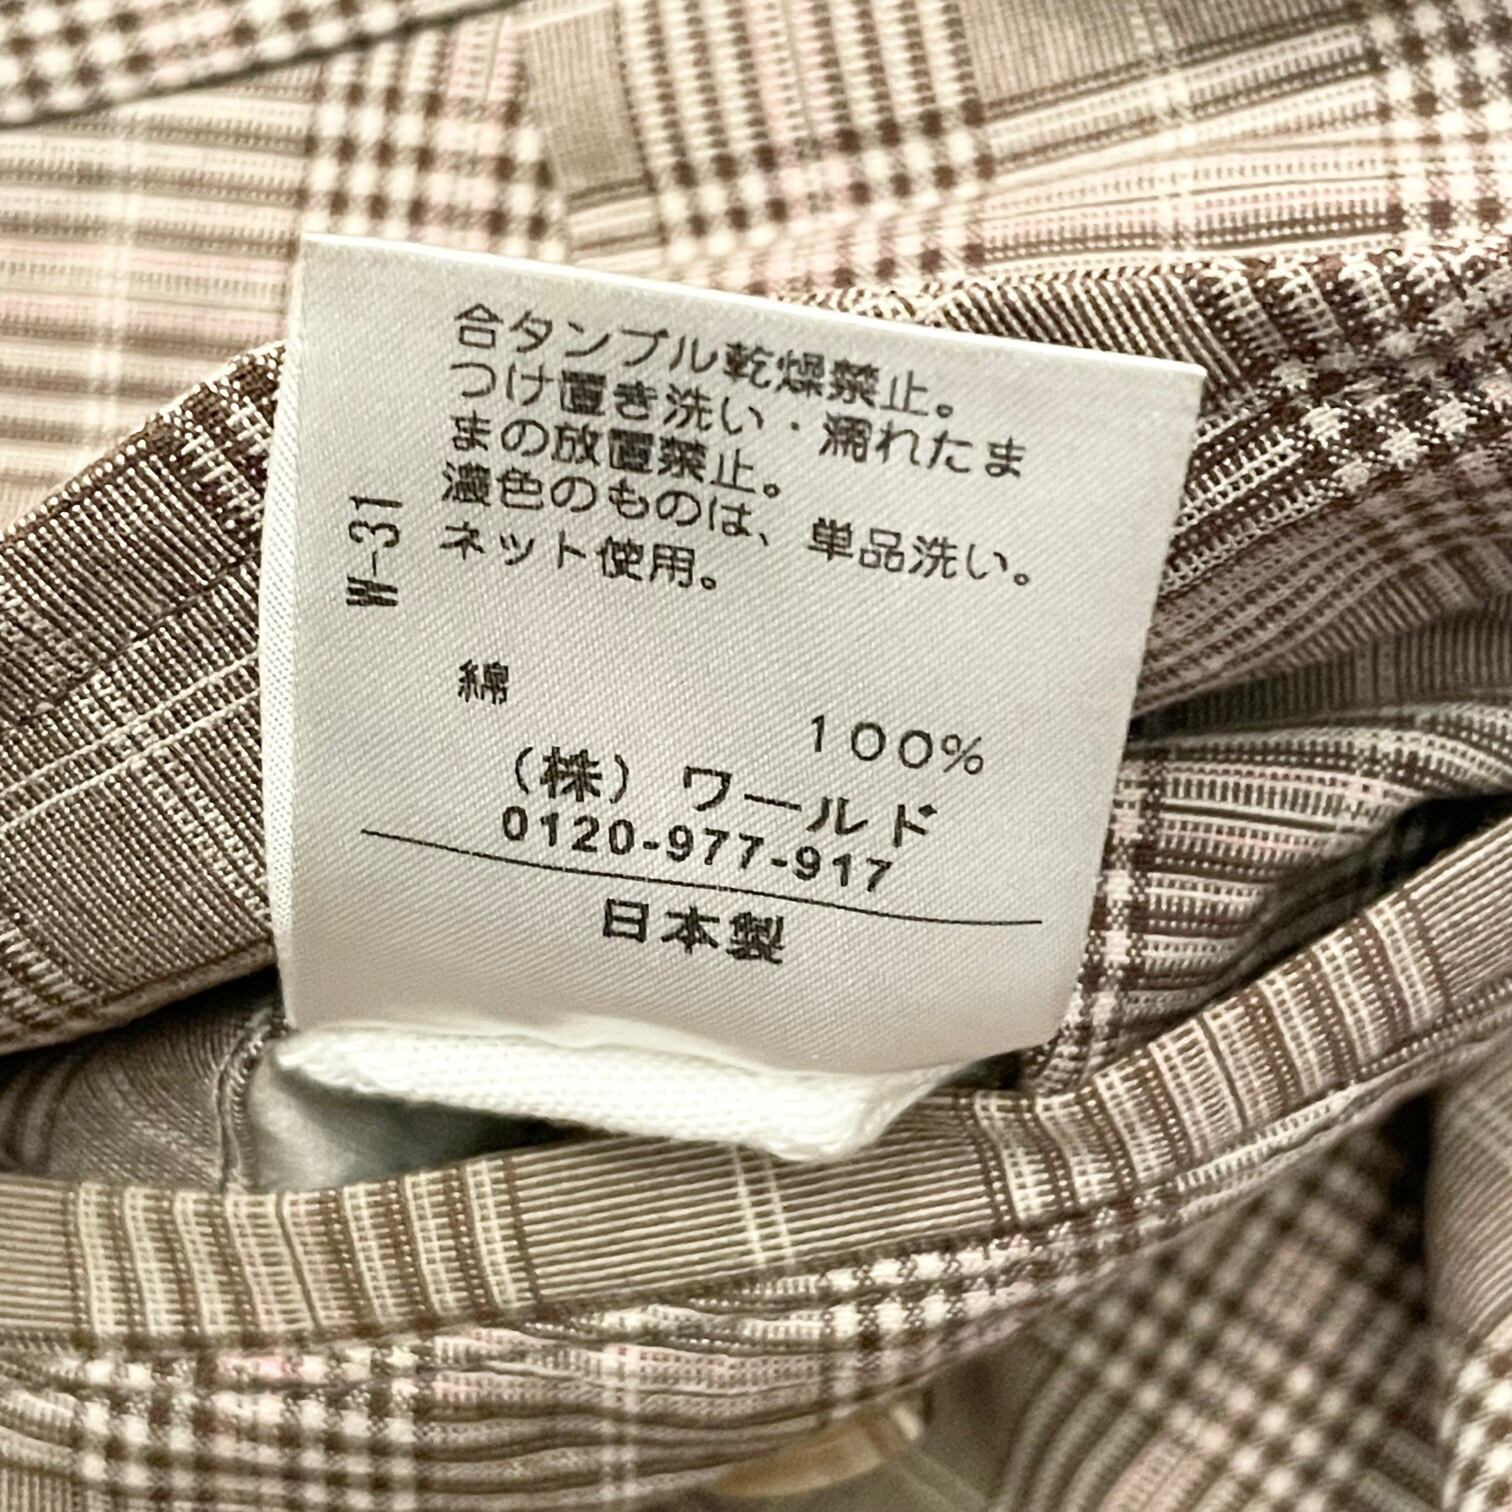 合タンブル乾燥禁止。
つけ置き洗い・濡れたま
まの放置禁止。
濃色のものは、単品洗い。
ネット使用。
W-31
綿
100%
(株) ワールド
0120-977-917
日本製